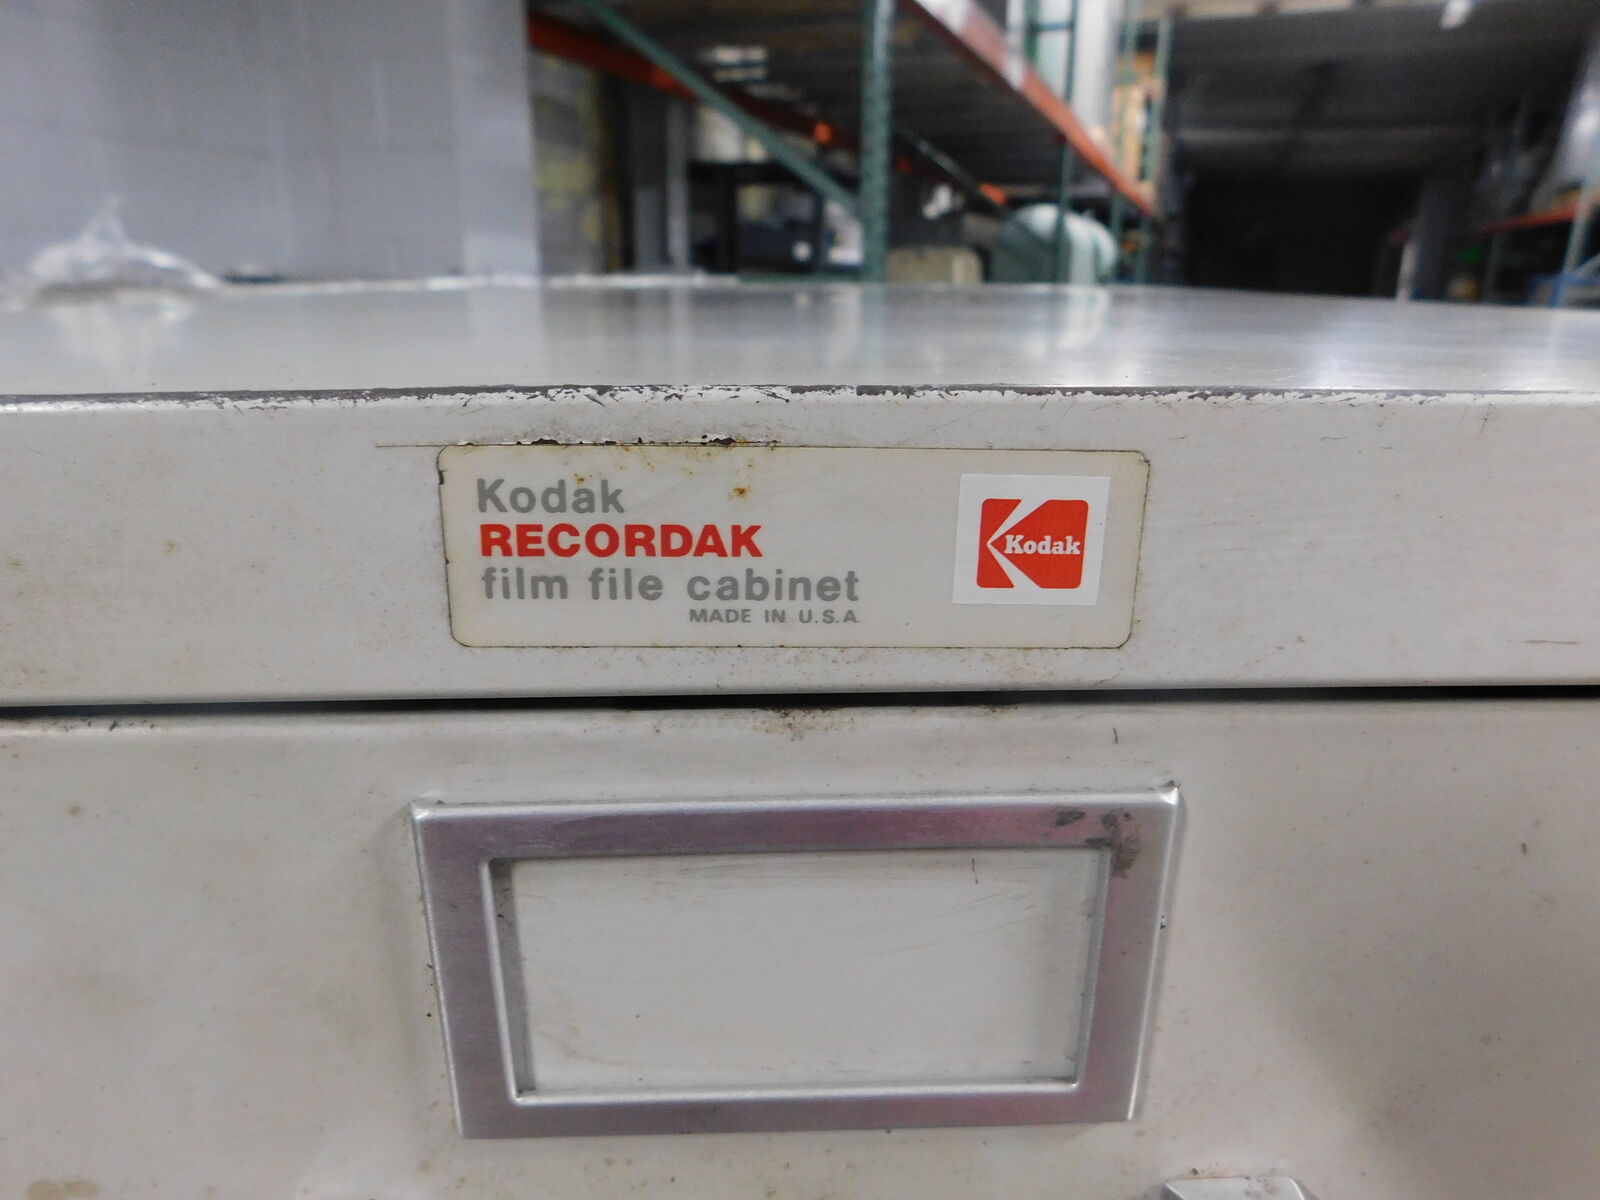 Kodak
RECORDAK
film file cabinet
MADE IN U.S.A.
Kodak